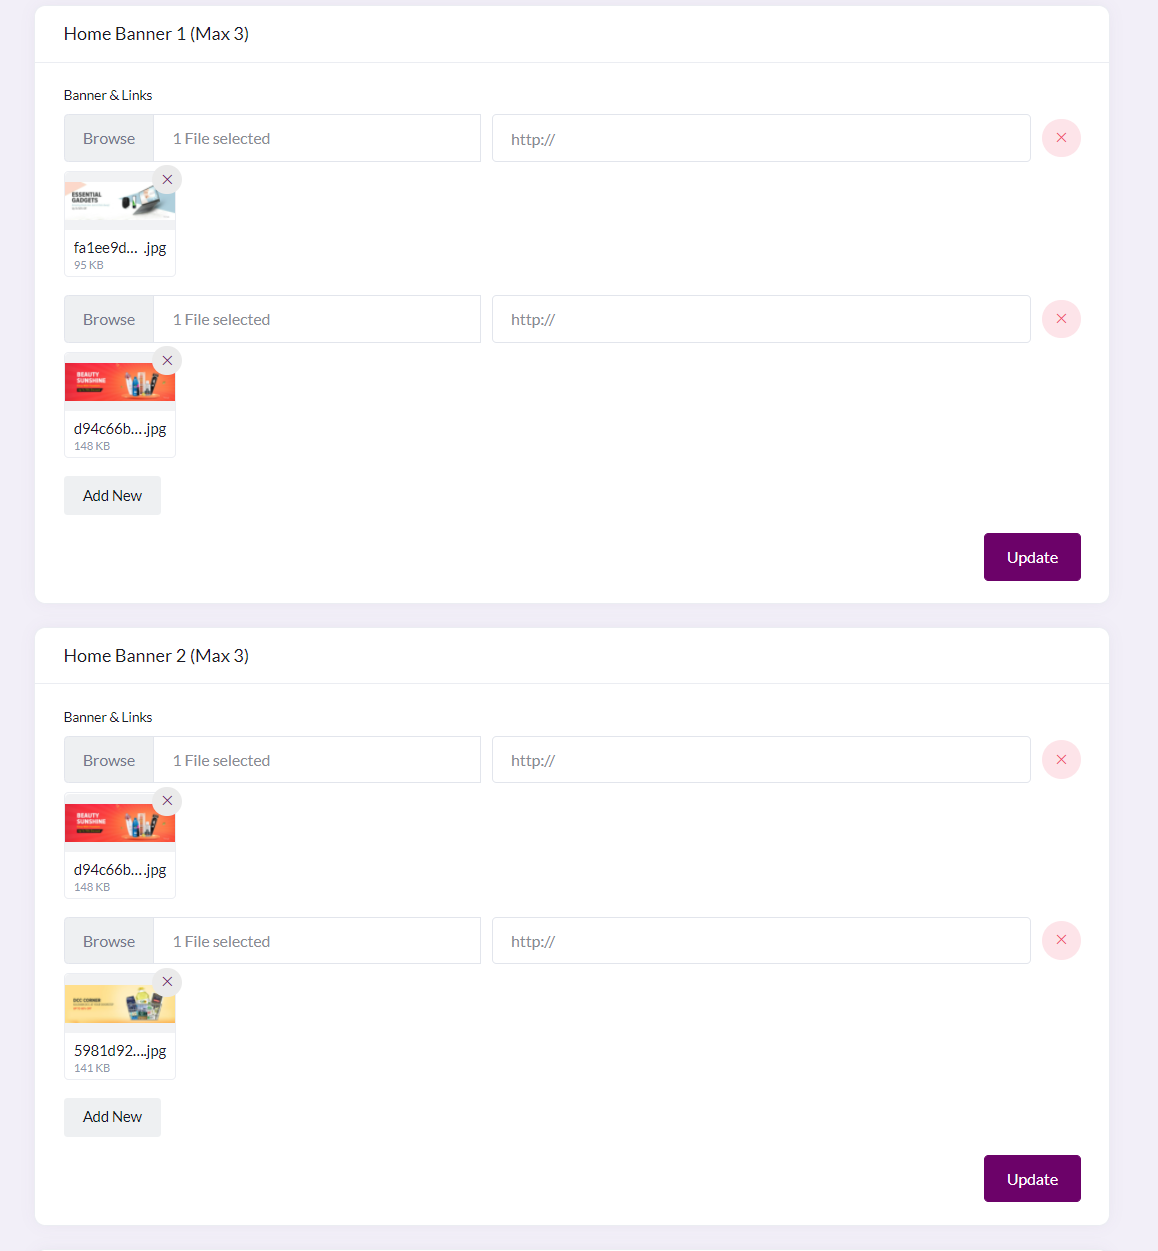 Home Banner 1 (Max 3)
Banner & Links
Browse 1 File selected http://
ESSENTIAL
GADGETS
fa1ee9d... .jpg
95 KB
Browse 1 File selected http://
BEAUTY
SUNSHINE
d94c66b....jpg
148 KB
Add New
Update
Home Banner 2 (Max 3)
Banner & Links
Browse 1 File selected http://
BEAUTY
SUNSHINE
d94c66b....jpg
148 KB
Browse 1 File selected http://
DCC CORNER
5981d92....jpg
141 KB
Add New
Update